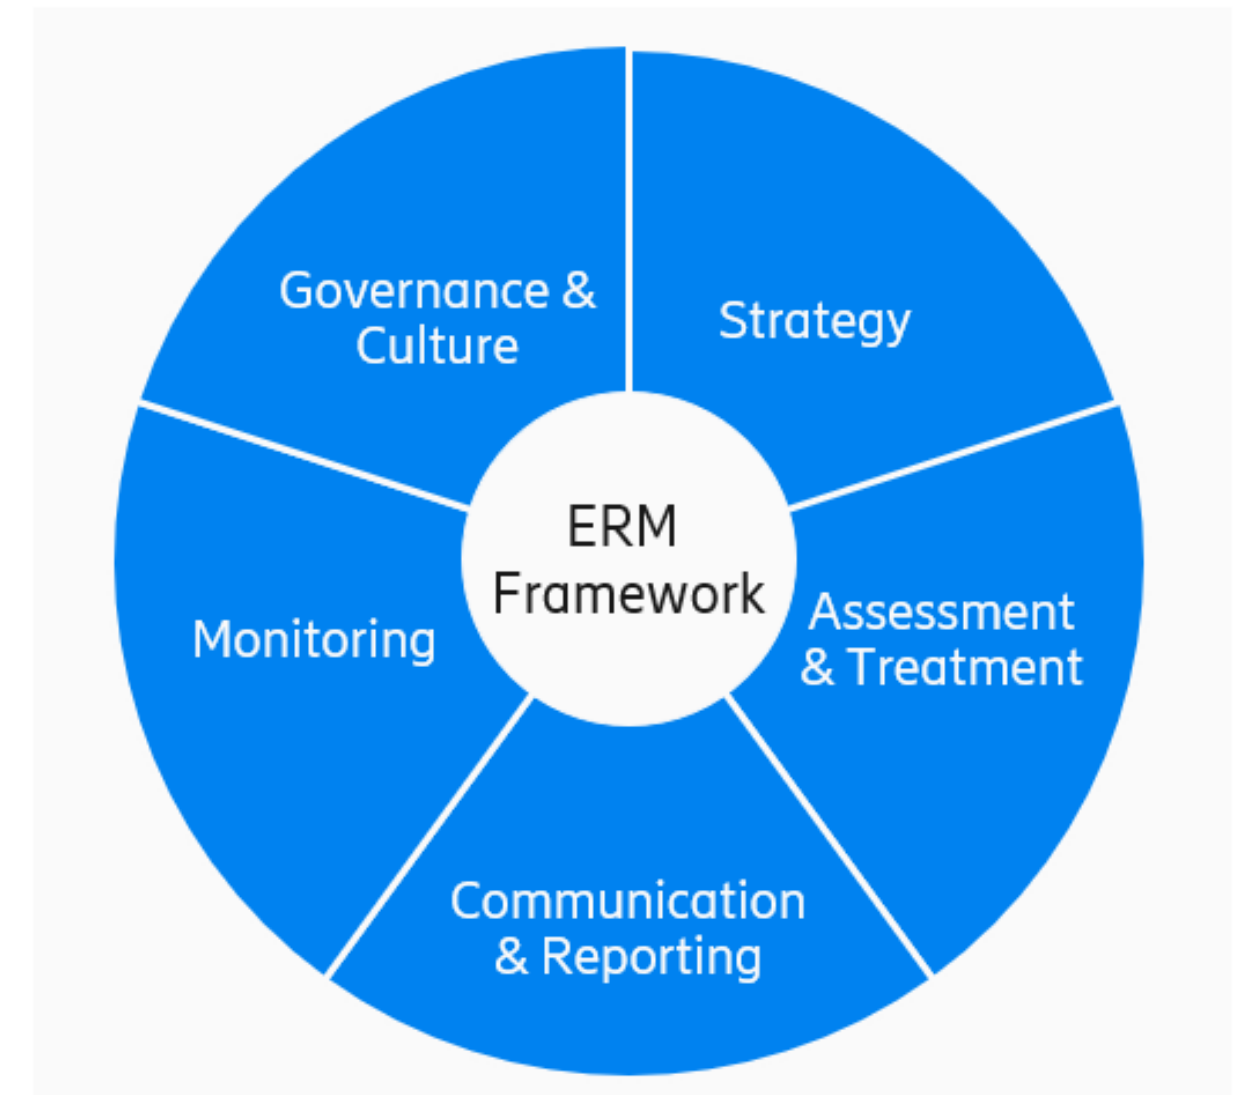 Governance &
Culture
Strategy
ERM
Framework
Assessment
& Treatment
Monitoring
Communication
& Reporting